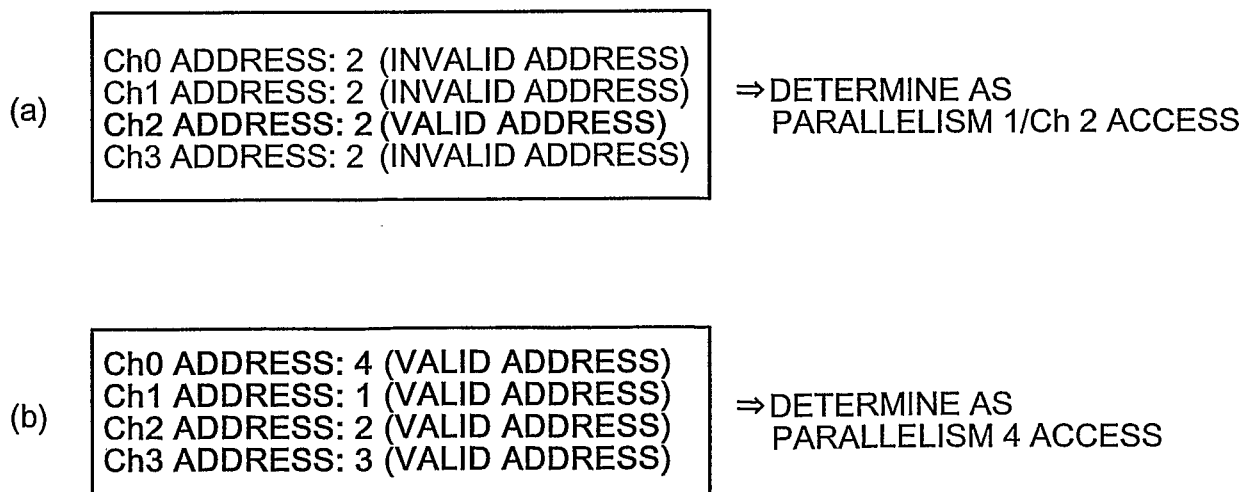 (a)
Ch0 ADDRESS: 2 (INVALID ADDRESS)
Ch1 ADDRESS: 2 (INVALID ADDRESS)
Ch2 ADDRESS: 2 (VALID ADDRESS)
Ch3 ADDRESS: 2 (INVALID ADDRESS)
⇒DETERMINE AS
PARALLELISM 1/Ch 2 ACCESS
(b)
Ch0 ADDRESS: 4 (VALID ADDRESS)
Ch1 ADDRESS: 1 (VALID ADDRESS)
Ch2 ADDRESS: 2 (VALID ADDRESS)
Ch3 ADDRESS: 3 (VALID ADDRESS)
⇒DETERMINE AS
PARALLELISM 4 ACCESS